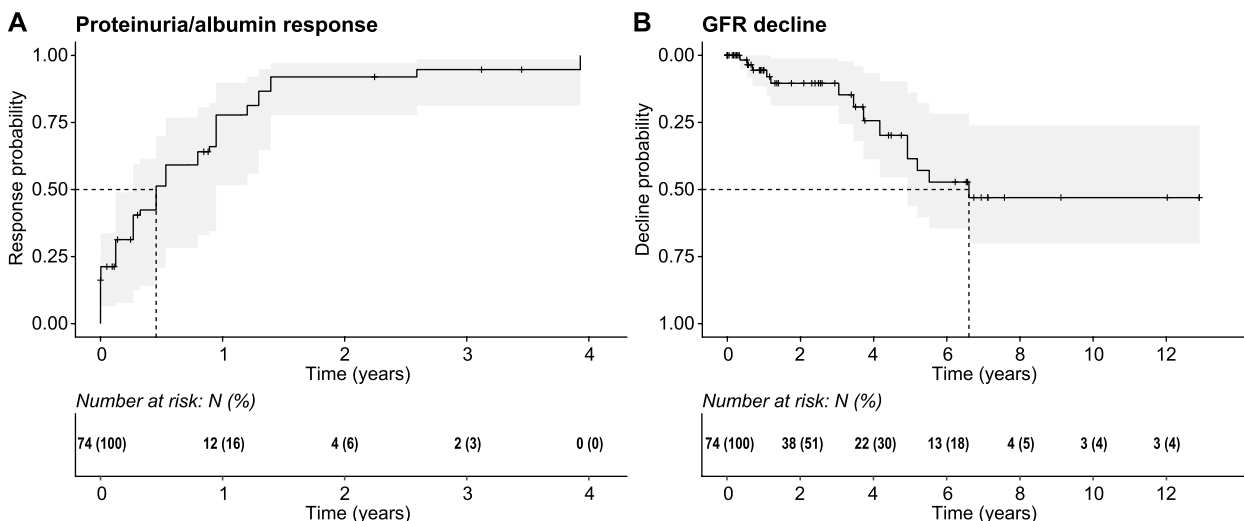 A Proteinuria/albumin response
Response probability
1.00
0.75
0.50
0.25
0.00
0 1 2 3 4
Time (years)
Number at risk: N (%)
74 (100) 12 (16) 4 (6) 2 (3) 0 (0)
0 1 2 3 4
Time (years)
B GFR decline
Decline probability
0.00
0.25
0.50
0.75
1.00
0 2 4 6 8 10 12
Time (years)
Number at risk: N (%)
74 (100) 38 (51) 22 (30) 13 (18) 4 (5) 3 (4) 3 (4)
0 2 4 6 8 10 12
Time (years)